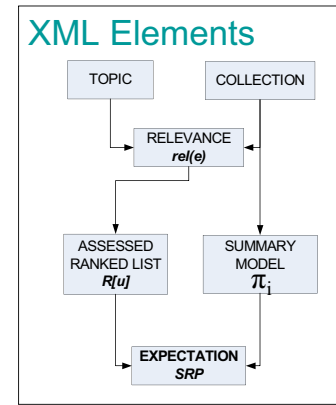 XML Elements
TOPIC
COLLECTION
RELEVANCE
rel(e)
ASSESSED
RANKED LIST
R[u]
SUMMARY
MODEL
πi
EXPECTATION
SRP